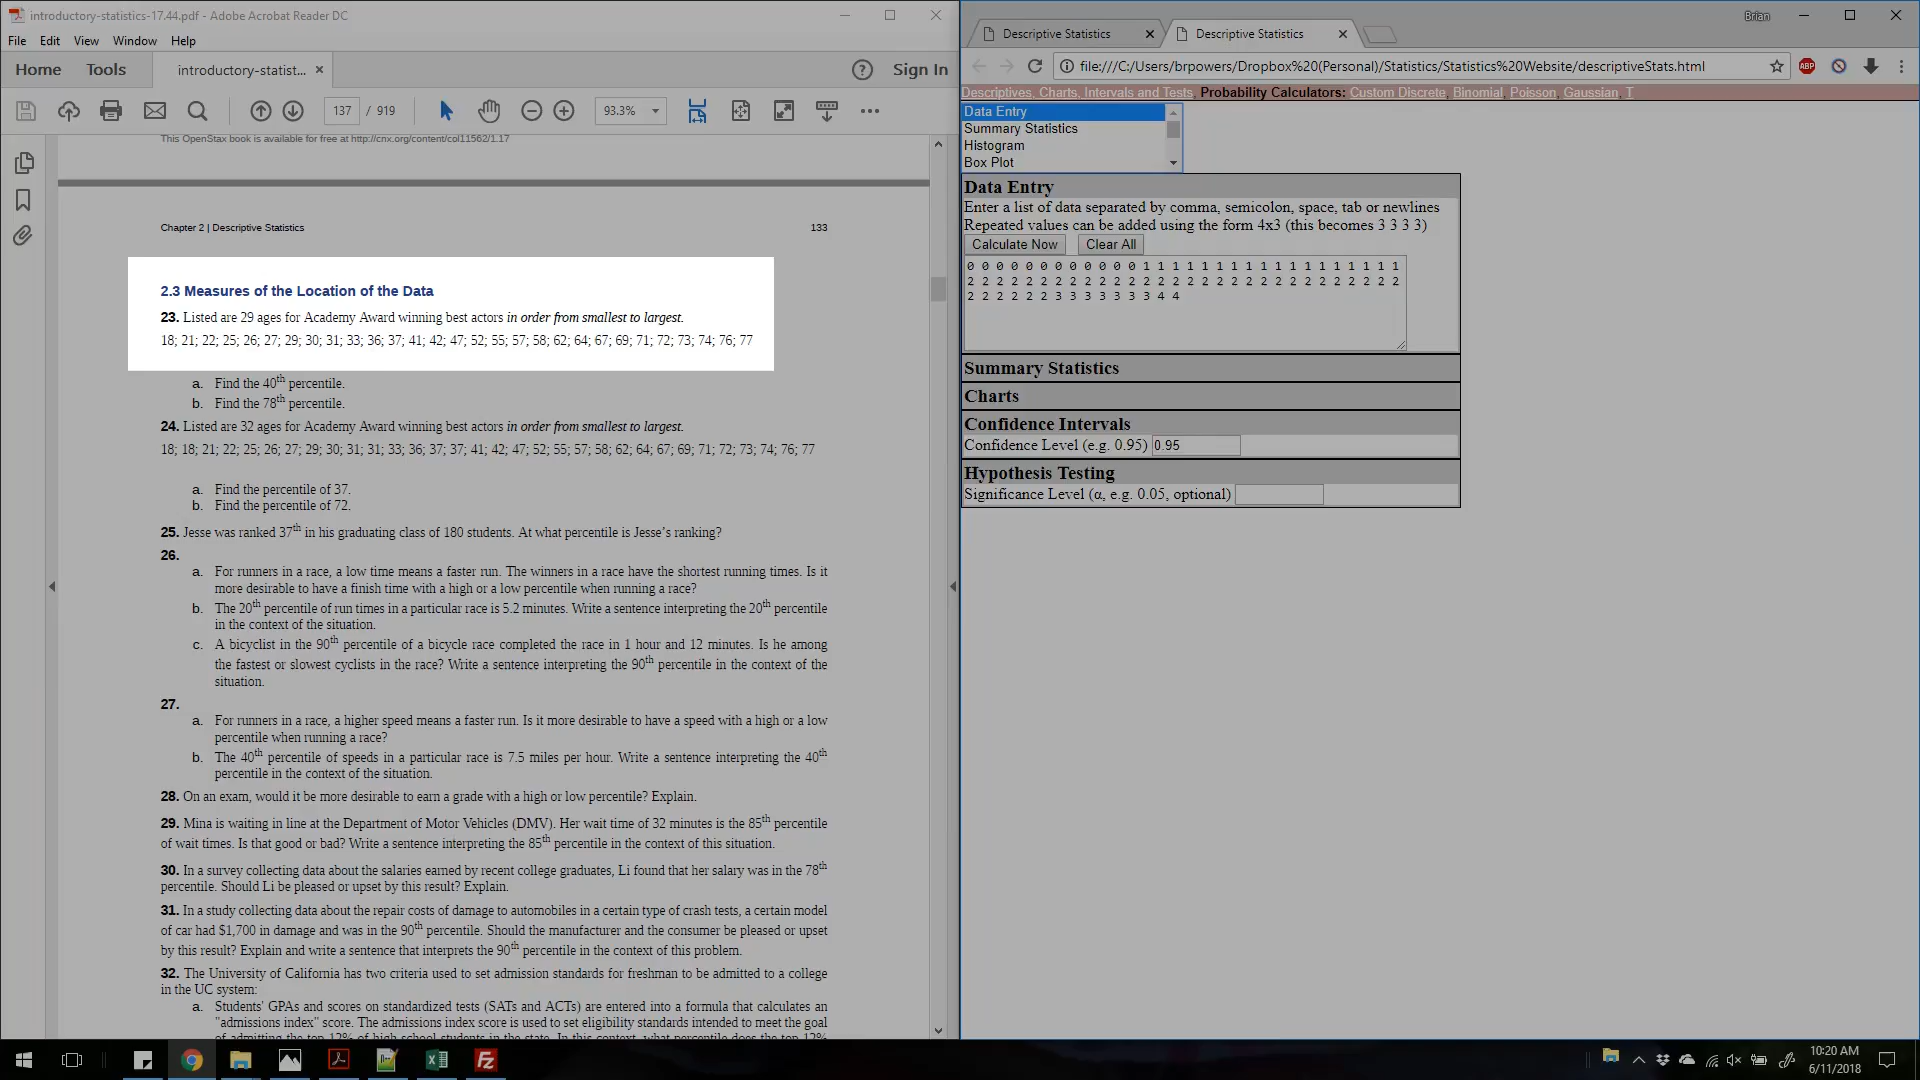 introductory-statistics-17.44.pdf - Adobe Acrobat Reader DC
File Edit View Window Help
Home Tools introductory-statist... × Sign In
137 / 919 93.3%
This OpenStax book is available for free at http://cnx.org/content/col11562/1.17
Chapter 2 | Descriptive Statistics 133
2.3 Measures of the Location of the Data
23. Listed are 29 ages for Academy Award winning best actors in order from smallest to largest.
18; 21; 22; 25; 26; 27; 29; 30; 31; 33; 36; 37; 41; 42; 47; 52; 55; 57; 58; 62; 64; 67; 69; 71; 72; 73; 74; 76; 77
a. Find the 40th percentile.
b. Find the 78th percentile.
24. Listed are 32 ages for Academy Award winning best actors in order from smallest to largest.
18; 18; 21; 22; 25; 26; 27; 29; 30; 31; 31; 33; 36; 37; 37; 41; 42; 47; 52; 55; 57; 58; 62; 64; 67; 69; 71; 72; 73; 74; 76; 77
a. Find the percentile of 37.
b. Find the percentile of 72.
25. Jesse was ranked 37th in his graduating class of 180 students. At what percentile is Jesse's ranking?
26.
a. For runners in a race, a low time means a faster run. The winners in a race have the shortest running times. Is it
more desirable to have a finish time with a high or a low percentile when running a race?
b. The 20th percentile of run times in a particular race is 5.2 minutes. Write a sentence interpreting the 20th percentile
in the context of the situation.
c. A bicyclist in the 90th percentile of a bicycle race completed the race in 1 hour and 12 minutes. Is he among
the fastest or slowest cyclists in the race? Write a sentence interpreting the 90th percentile in the context of the
situation.
27.
a. For runners in a race, a higher speed means a faster run. Is it more desirable to have a speed with a high or a low
percentile when running a race?
b. The 40th percentile of speeds in a particular race is 7.5 miles per hour. Write a sentence interpreting the 40th
percentile in the context of the situation.
28. On an exam, would it be more desirable to earn a grade with a high or low percentile? Explain.
29. Mina is waiting in line at the Department of Motor Vehicles (DMV). Her wait time of 32 minutes is the 85th percentile
of wait times. Is that good or bad? Write a sentence interpreting the 85th percentile in the context of this situation.
30. In a survey collecting data about the salaries earned by recent college graduates, Li found that her salary was in the 78th
percentile. Should Li be pleased or upset by this result? Explain.
31. In a study collecting data about the repair costs of damage to automobiles in a certain type of crash tests, a certain model
of car had $1,700 in damage and was in the 90th percentile. Should the manufacturer and the consumer be pleased or upset
by this result? Explain and write a sentence that interprets the 90th percentile in the context of this problem.
32. The University of California has two criteria used to set admission standards for freshman to be admitted to a college
in the UC system:
a. Students' GPAs and scores on standardized tests (SATs and ACTs) are entered into a formula that calculates an
"admissions index" score. The admissions index score is used to set eligibility standards intended to meet the goal
of admitting the top 12% of high school students in the state. In this context, what percentile does the top 12%
Brian
Descriptive Statistics × Descriptive Statistics ×
file:///C:/Users/brpowers/Dropbox%20(Personal)/Statistics/Statistics%20Website/descriptiveStats.html
ABP
Descriptives, Charts, Intervals and Tests, Probability Calculators: Custom Discrete, Binomial, Poisson, Gaussian, T
Data Entry
Summary Statistics
Histogram
Box Plot
Data Entry
Enter a list of data separated by comma, semicolon, space, tab or newlines
Repeated values can be added using the form 4x3 (this becomes 3 3 3 3)
Calculate Now Clear All
0 0 0 0 0 0 0 0 0 0 0 0 1 1 1 1 1 1 1 1 1 1 1 1 1 1 1 1 1 1
2 2 2 2 2 2 2 2 2 2 2 2 2 2 2 2 2 2 2 2 2 2 2 2 2 2 2 2 2 2
2 2 2 2 2 2 3 3 3 3 3 3 3 4 4
Summary Statistics
Charts
Confidence Intervals
Confidence Level (e.g. 0.95) 0.95
Hypothesis Testing
Significance Level (α, e.g. 0.05, optional)
10:20 AM
6/11/2018